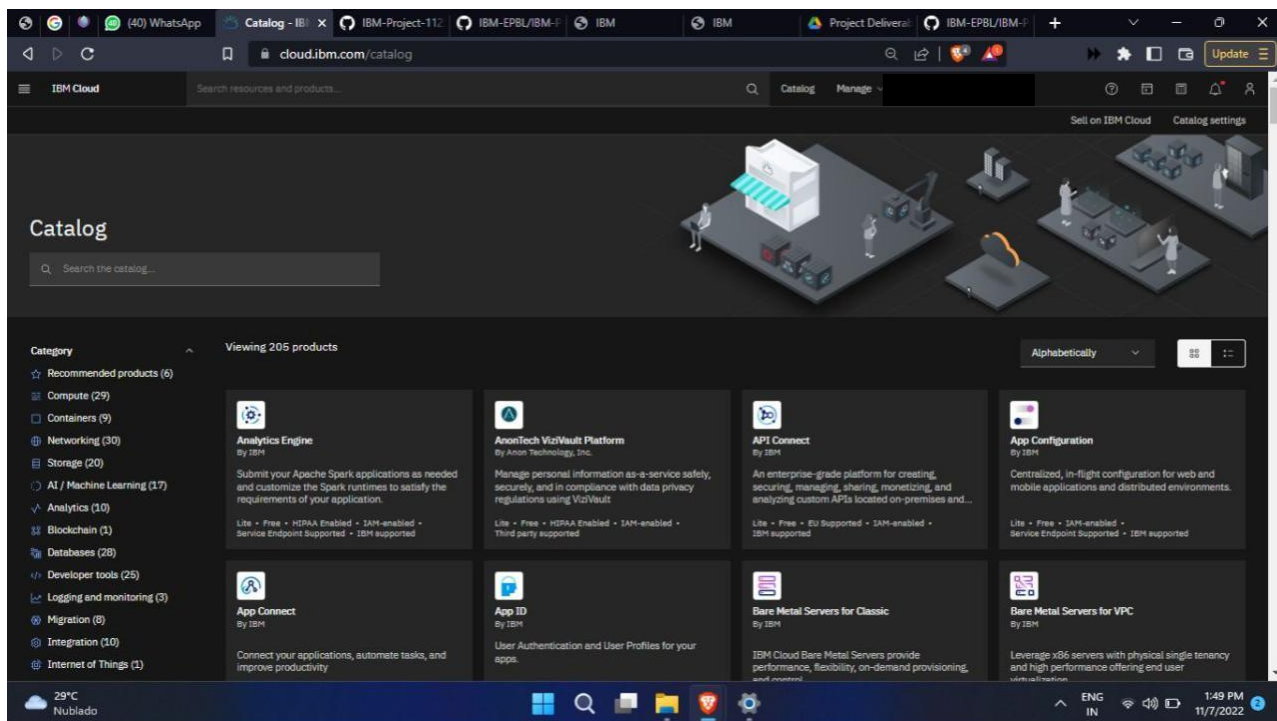 (40) WhatsApp
Catalog - IB
IBM-Project-112
IBM-EPBL/IBM-P
IBM
IBM
Project Deliveral
IBM-EPBL/IBM-P
cloud.ibm.com/catalog
Update
IBM Cloud
Search resources and products...
Catalog
Manage
Sell on IBM Cloud
Catalog settings
Catalog
Search the catalog...
Category
Recommended products (6)
Compute (29)
Containers (9)
Networking (30)
Storage (20)
AI / Machine Learning (17)
Analytics (10)
Blockchain (1)
Databases (28)
Developer tools (25)
Logging and monitoring (3)
Migration (8)
Integration (10)
Internet of Things (1)
Viewing 205 products
Alphabetically
Analytics Engine
By IBM
Submit your Apache Spark applications as needed
and customize the Spark runtimes to satisfy the
requirements of your application.
Lite • Free • HIPAA Enabled • IAM-enabled •
Service Endpoint Supported • IBM supported
AnonTech ViziVault Platform
By Anon Technology, Inc.
Manage personal information as-a-service safely,
securely, and in compliance with data privacy
regulations using ViziVault
Lite • Free • HIPAA Enabled • IAM-enabled •
Third party supported
API Connect
By IBM
An enterprise-grade platform for creating,
securing, managing, sharing, monetizing, and
analyzing custom APIs located on-premises and...
Lite • Free • EU Supported • IAM-enabled •
IBM supported
App Configuration
By IBM
Centralized, in-flight configuration for web and
mobile applications and distributed environments.
Lite • Free • IAM-enabled •
Service Endpoint Supported • IBM supported
App Connect
By IBM
Connect your applications, automate tasks, and
improve productivity
App ID
By IBM
User Authentication and User Profiles for your
apps.
Bare Metal Servers for Classic
By IBM
IBM Cloud Bare Metal Servers provide
performance, flexibility, on-demand provisioning,
and control
Bare Metal Servers for VPC
By IBM
Leverage x86 servers with physical single tenancy
and high performance offering end user
virtualization
29°C
Nublado
ENG
IN
1:49 PM
11/7/2022
2